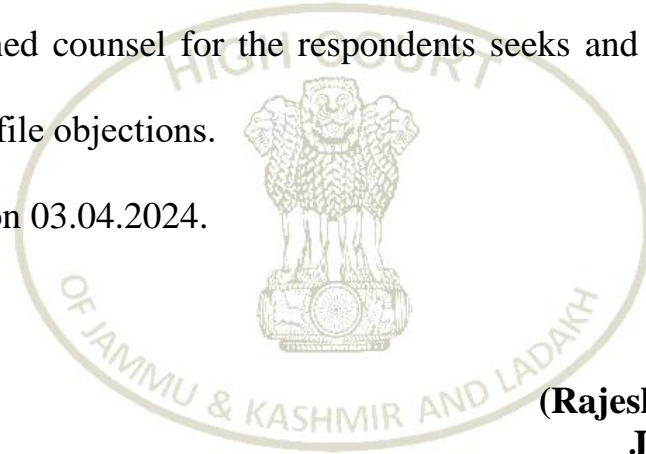 ned counsel for the respondents seeks and
HIGH COURT
file objections.
on 03.04.2024.
OF JAMMU & KASHMIR AND LADAKH
(Rajesh
J